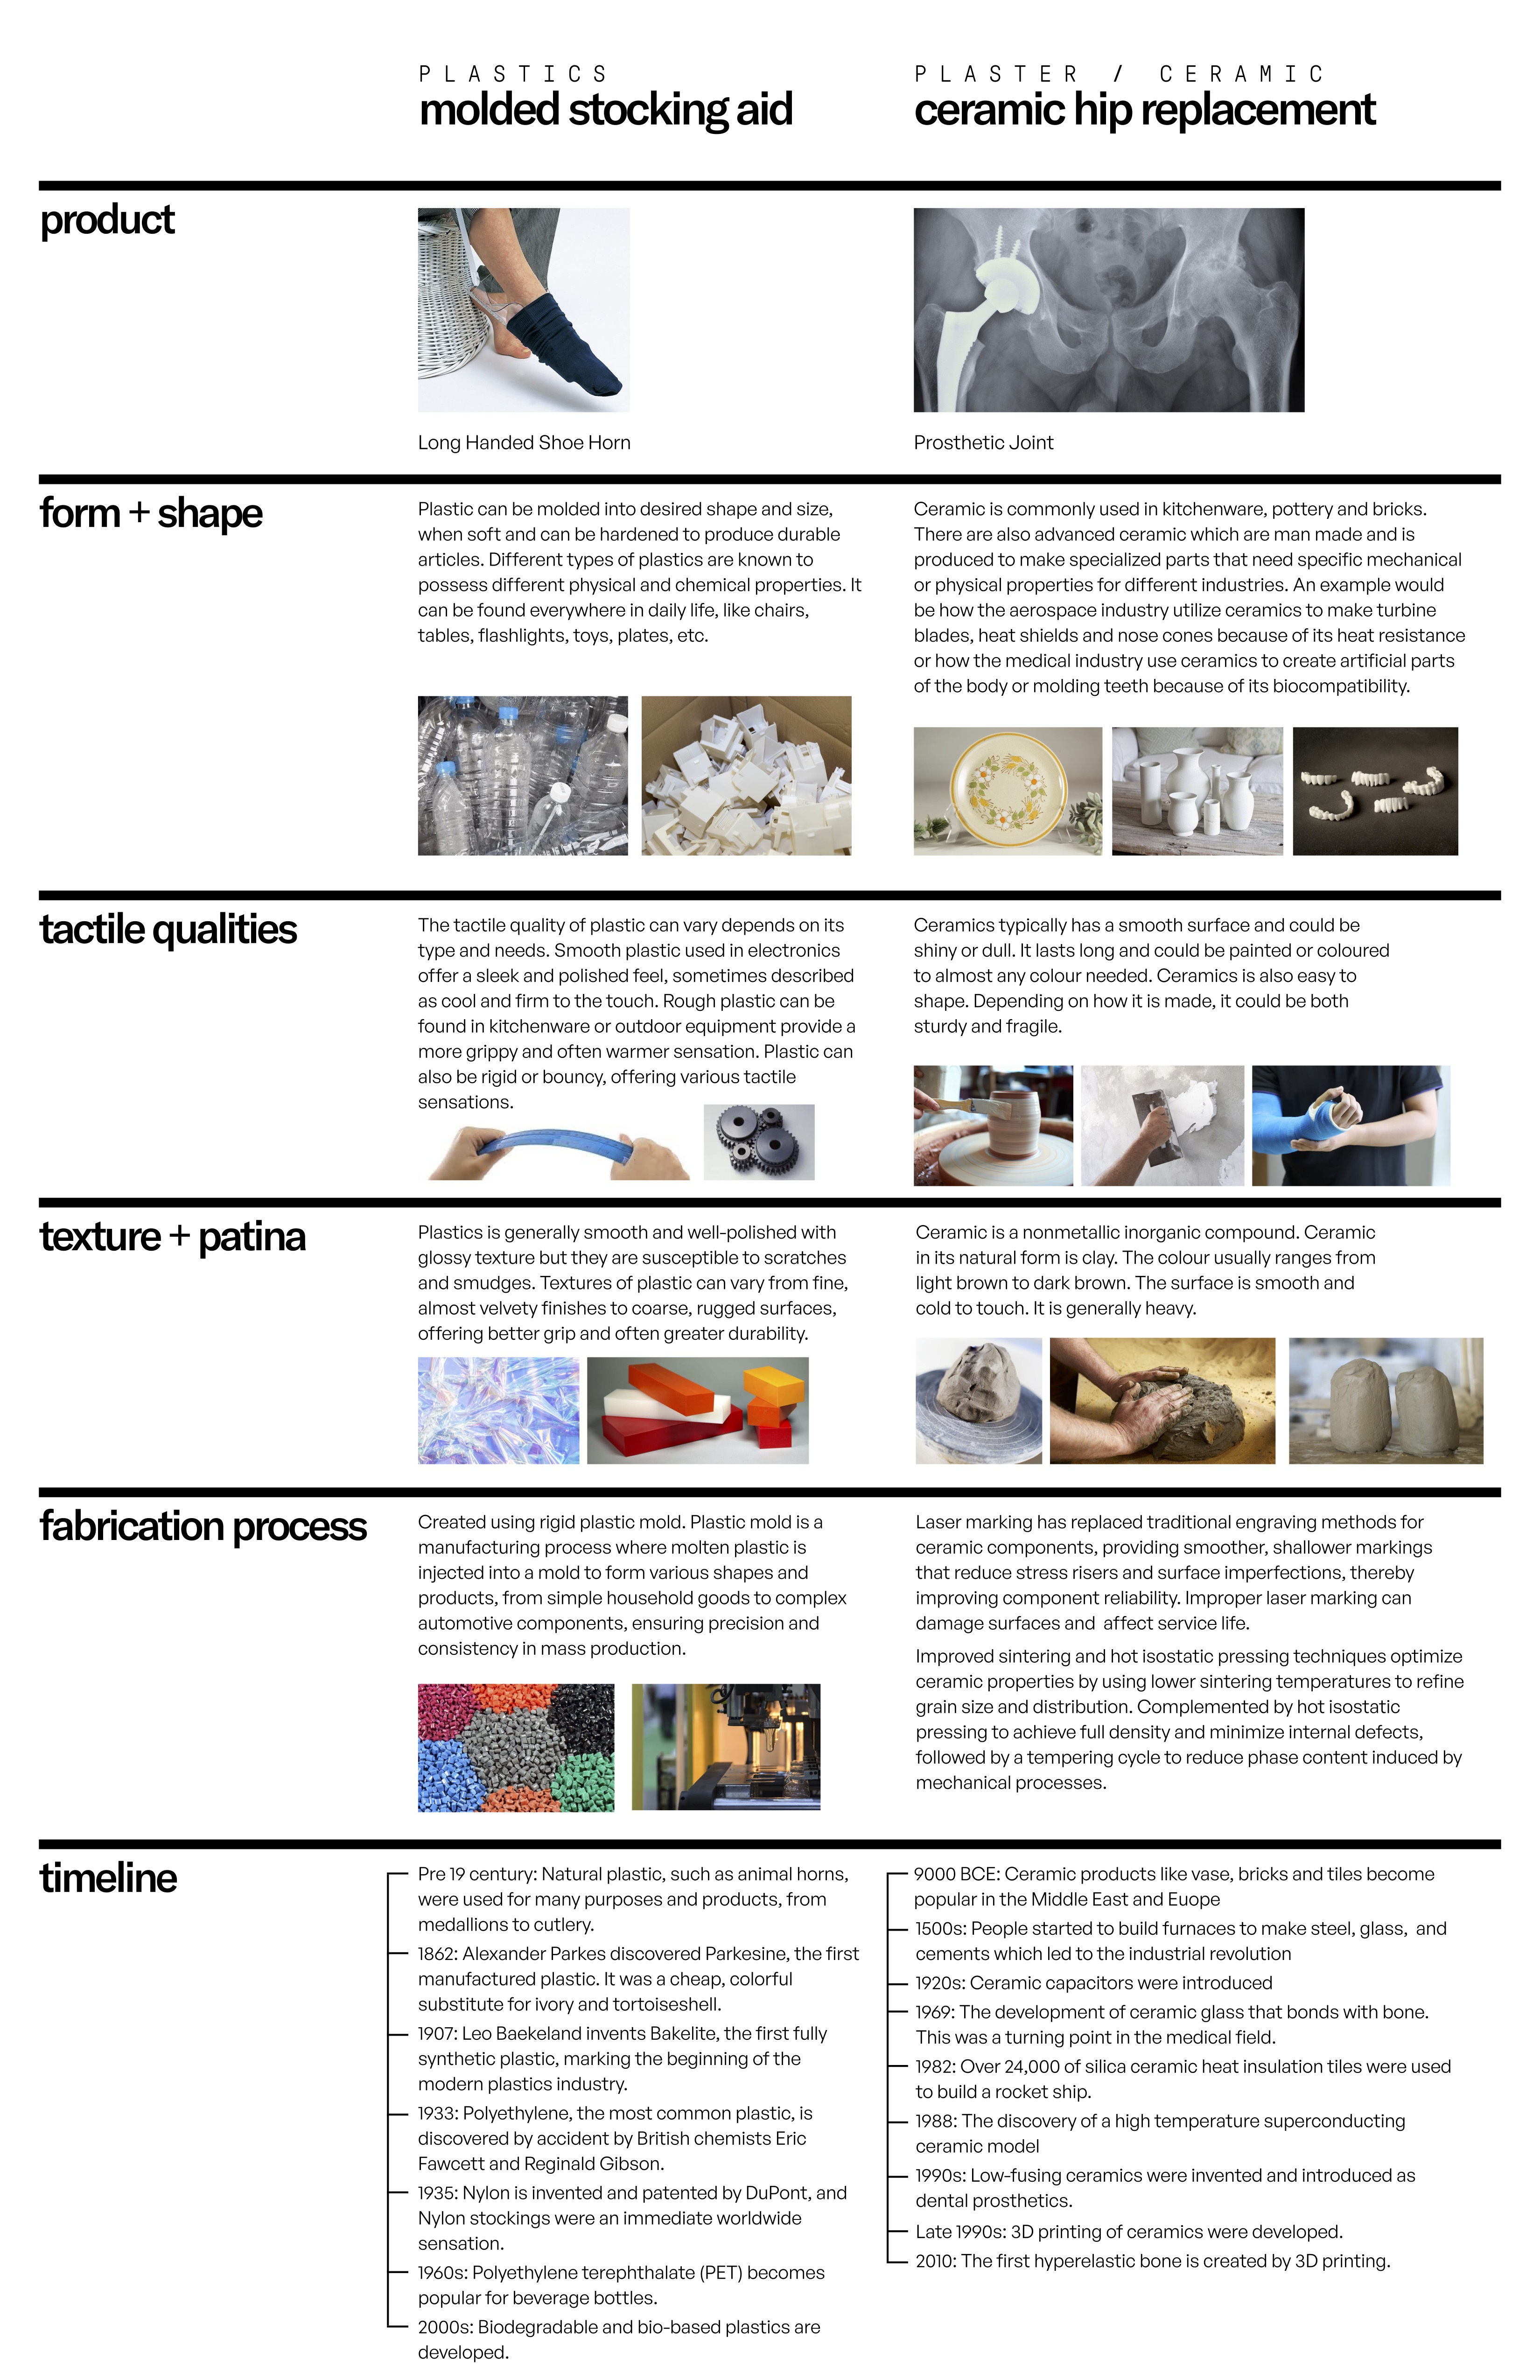 PLASTICS
molded stocking aid
PLASTER / CERAMIC
ceramic hip replacement
product
Long Handed Shoe Horn
Prosthetic Joint
form + shape
Plastic can be molded into desired shape and size,
when soft and can be hardened to produce durable
articles. Different types of plastics are known to
possess different physical and chemical properties. It
can be found everywhere in daily life, like chairs,
tables, flashlights, toys, plates, etc.
Ceramic is commonly used in kitchenware, pottery and bricks.
There are also advanced ceramic which are man made and is
produced to make specialized parts that need specific mechanical
or physical properties for different industries. An example would
be how the aerospace industry utilize ceramics to make turbine
blades, heat shields and nose cones because of its heat resistance
or how the medical industry use ceramics to create artificial parts
of the body or molding teeth because of its biocompatibility.
tactile qualities
The tactile quality of plastic can vary depends on its
type and needs. Smooth plastic used in electronics
offer a sleek and polished feel, sometimes described
as cool and firm to the touch. Rough plastic can be
found in kitchenware or outdoor equipment provide a
more grippy and often warmer sensation. Plastic can
also be rigid or bouncy, offering various tactile
sensations.
Ceramics typically has a smooth surface and could be
shiny or dull. It lasts long and could be painted or coloured
to almost any colour needed. Ceramics is also easy to
shape. Depending on how it is made, it could be both
sturdy and fragile.
texture + patina
Plastics is generally smooth and well-polished with
glossy texture but they are susceptible to scratches
and smudges. Textures of plastic can vary from fine,
almost velvety finishes to coarse, rugged surfaces,
offering better grip and often greater durability.
Ceramic is a nonmetallic inorganic compound. Ceramic
in its natural form is clay. The colour usually ranges from
light brown to dark brown. The surface is smooth and
cold to touch. It is generally heavy.
fabrication process
Created using rigid plastic mold. Plastic mold is a
manufacturing process where molten plastic is
injected into a mold to form various shapes and
products, from simple household goods to complex
automotive components, ensuring precision and
consistency in mass production.
Laser marking has replaced traditional engraving methods for
ceramic components, providing smoother, shallower markings
that reduce stress risers and surface imperfections, thereby
improving component reliability. Improper laser marking can
damage surfaces and  affect service life.
Improved sintering and hot isostatic pressing techniques optimize
ceramic properties by using lower sintering temperatures to refine
grain size and distribution. Complemented by hot isostatic
pressing to achieve full density and minimize internal defects,
followed by a tempering cycle to reduce phase content induced by
mechanical processes.
timeline
Pre 19 century: Natural plastic, such as animal horns,
were used for many purposes and products, from
medallions to cutlery.
1862: Alexander Parkes discovered Parkesine, the first
manufactured plastic. It was a cheap, colorful
substitute for ivory and tortoiseshell.
1907: Leo Baekeland invents Bakelite, the first fully
synthetic plastic, marking the beginning of the
modern plastics industry.
1933: Polyethylene, the most common plastic, is
discovered by accident by British chemists Eric
Fawcett and Reginald Gibson.
1935: Nylon is invented and patented by DuPont, and
Nylon stockings were an immediate worldwide
sensation.
1960s: Polyethylene terephthalate (PET) becomes
popular for beverage bottles.
2000s: Biodegradable and bio-based plastics are
developed.
9000 BCE: Ceramic products like vase, bricks and tiles become
popular in the Middle East and Euope
1500s: People started to build furnaces to make steel, glass,  and
cements which led to the industrial revolution
1920s: Ceramic capacitors were introduced
1969: The development of ceramic glass that bonds with bone.
This was a turning point in the medical field.
1982: Over 24,000 of silica ceramic heat insulation tiles were used
to build a rocket ship.
1988: The discovery of a high temperature superconducting
ceramic model
1990s: Low-fusing ceramics were invented and introduced as
dental prosthetics.
Late 1990s: 3D printing of ceramics were developed.
2010: The first hyperelastic bone is created by 3D printing.